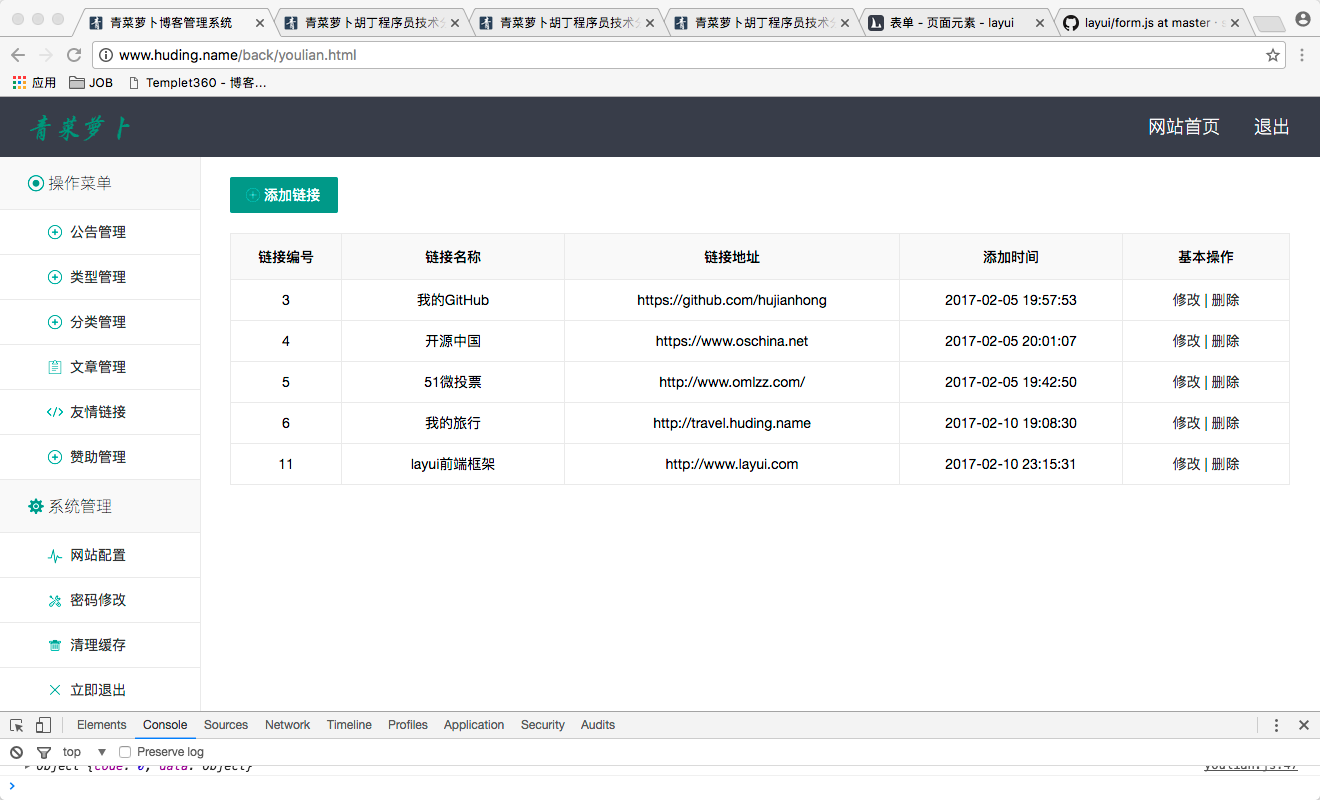 青菜萝卜博客管理系统 青菜萝卜胡丁程序员技术 青菜萝卜胡丁程序员技术 青菜萝卜胡丁程序员技术 表单 - 页面元素 - layui layui/form.js at master ·
www.huding.name/back/youlian.html
应用 JOB Templet360 - 博客...
青菜萝卜 网站首页 退出
操作菜单
公告管理
类型管理
分类管理
文章管理
友情链接
赞助管理
系统管理
网站配置
密码修改
清理缓存
立即退出
添加链接
链接编号 链接名称 链接地址 添加时间 基本操作
3 我的GitHub https://github.com/hujianhong 2017-02-05 19:57:53 修改 | 删除
4 开源中国 https://www.oschina.net 2017-02-05 20:01:07 修改 | 删除
5 51微投票 http://www.omlzz.com/ 2017-02-05 19:42:50 修改 | 删除
6 我的旅行 http://travel.huding.name 2017-02-10 19:08:30 修改 | 删除
11 layui前端框架 http://www.layui.com 2017-02-10 23:15:31 修改 | 删除
Elements Console Sources Network Timeline Profiles Application Security Audits
top Preserve log
Object {code: 0, data: Object} youlian.js:47